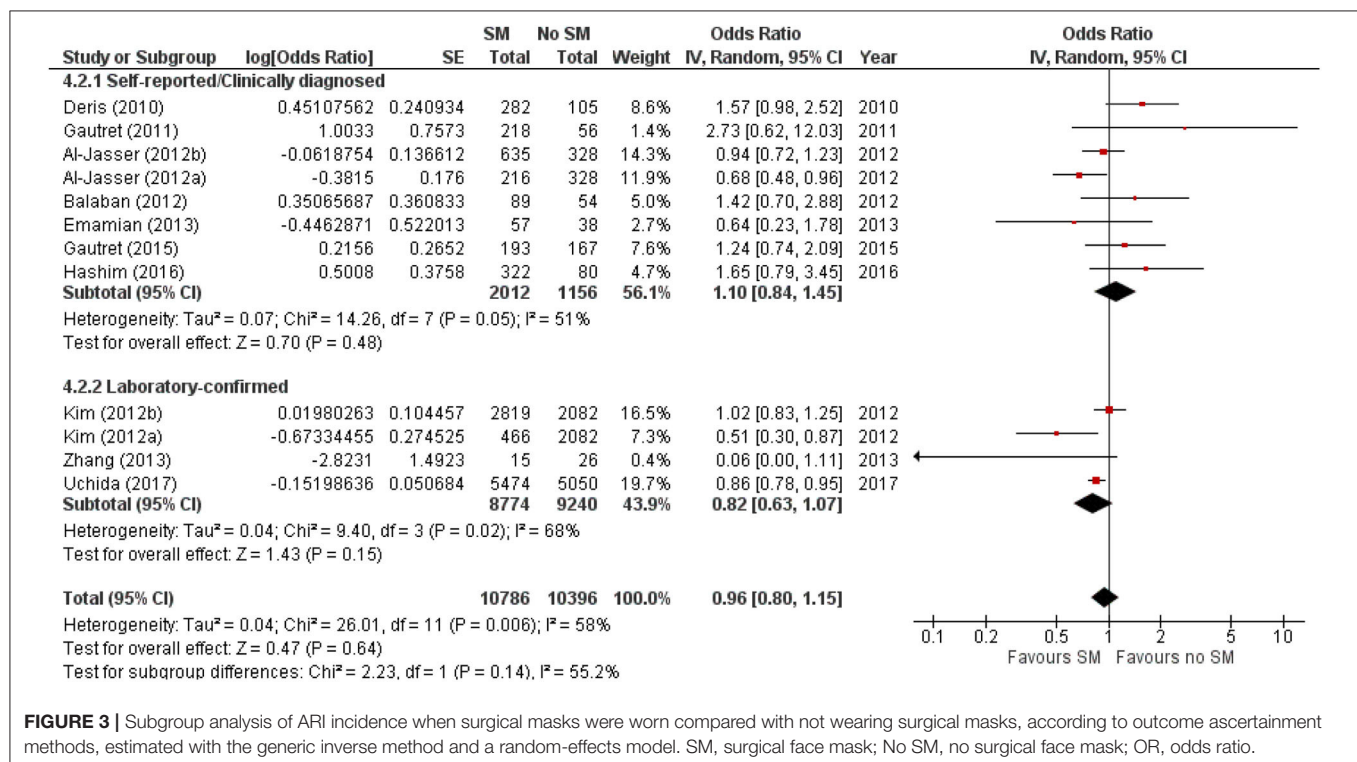 SM No SM Odds Ratio Odds Ratio
Study or Subgroup log[Odds Ratio] SE Total Total Weight IV, Random, 95% CI Year IV, Random, 95% CI
4.2.1 Self-reported/Clinically diagnosed
Deris (2010) 0.45107562 0.240934 282 105 8.6% 1.57 [0.98, 2.52] 2010
Gautret (2011) 1.0033 0.7573 218 56 1.4% 2.73 [0.62, 12.03] 2011
Al-Jasser (2012b) -0.0618754 0.136612 635 328 14.3% 0.94 [0.72, 1.23] 2012
Al-Jasser (2012a) -0.3815 0.176 216 328 11.9% 0.68 [0.48, 0.96] 2012
Balaban (2012) 0.35065687 0.360833 89 54 5.0% 1.42 [0.70, 2.88] 2012
Emamian (2013) -0.4462871 0.522013 57 38 2.7% 0.64 [0.23, 1.78] 2013
Gautret (2015) 0.2156 0.2652 193 167 7.6% 1.24 [0.74, 2.09] 2015
Hashim (2016) 0.5008 0.3758 322 80 4.7% 1.65 [0.79, 3.45] 2016
Subtotal (95% CI) 2012 1156 56.1% 1.10 [0.84, 1.45]
Heterogeneity: Tau² = 0.07; Chi² = 14.26, df = 7 (P = 0.05); I² = 51%
Test for overall effect: Z = 0.70 (P = 0.48)
4.2.2 Laboratory-confirmed
Kim (2012b) 0.01980263 0.104457 2819 2082 16.5% 1.02 [0.83, 1.25] 2012
Kim (2012a) -0.67334455 0.274525 466 2082 7.3% 0.51 [0.30, 0.87] 2012
Zhang (2013) -2.8231 1.4923 15 26 0.4% 0.06 [0.00, 1.11] 2013
Uchida (2017) -0.15198636 0.050684 5474 5050 19.7% 0.86 [0.78, 0.95] 2017
Subtotal (95% CI) 8774 9240 43.9% 0.82 [0.63, 1.07]
Heterogeneity: Tau² = 0.04; Chi² = 9.40, df = 3 (P = 0.02); I² = 68%
Test for overall effect: Z = 1.43 (P = 0.15)
Total (95% CI) 10786 10396 100.0% 0.96 [0.80, 1.15]
Heterogeneity: Tau² = 0.04; Chi² = 26.01, df = 11 (P = 0.006); I² = 58%
Test for overall effect: Z = 0.47 (P = 0.64)
Test for subgroup differences: Chi² = 2.23, df = 1 (P = 0.14), I² = 55.2%
0.1 0.2 0.5 1 2 5 10
Favours SM Favours no SM
FIGURE 3 | Subgroup analysis of ARI incidence when surgical masks were worn compared with not wearing surgical masks, according to outcome ascertainment
methods, estimated with the generic inverse method and a random-effects model. SM, surgical face mask; No SM, no surgical face mask; OR, odds ratio.